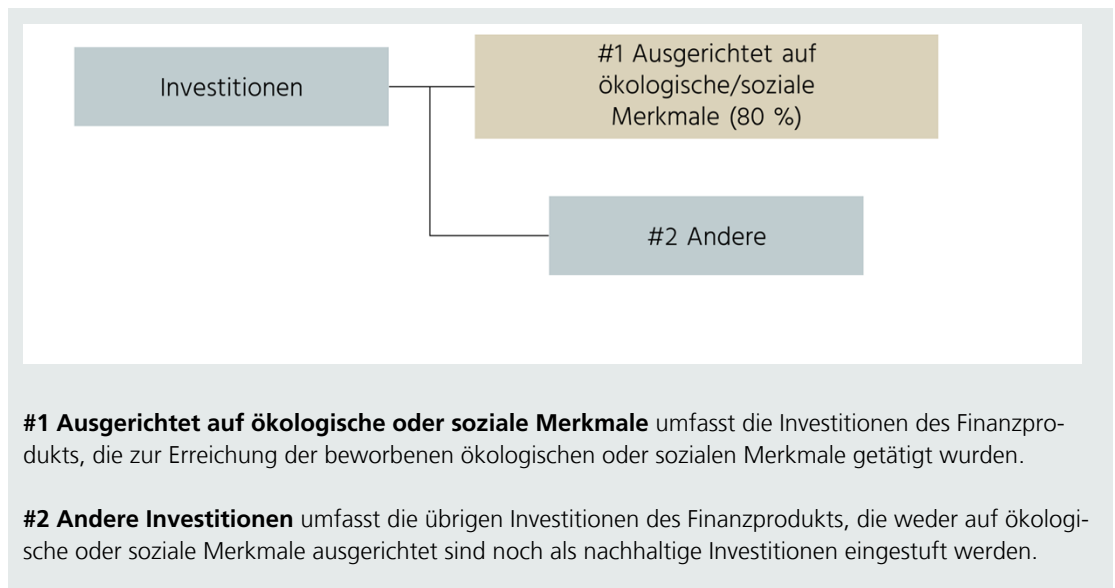 Investitionen
#1 Ausgerichtet auf
ökologische/soziale
Merkmale (80 %)
#2 Andere
#1 Ausgerichtet auf ökologische oder soziale Merkmale umfasst die Investitionen des Finanzpro-
dukts, die zur Erreichung der beworbenen ökologischen oder sozialen Merkmale getätigt wurden.
#2 Andere Investitionen umfasst die übrigen Investitionen des Finanzprodukts, die weder auf ökologi-
sche oder soziale Merkmale ausgerichtet sind noch als nachhaltige Investitionen eingestuft werden.